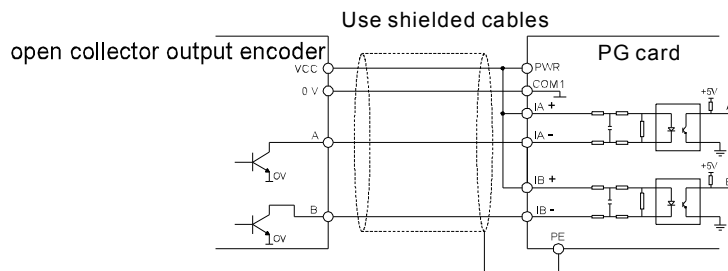 Use shielded cables
open collector output encoder
PG card
VCC
PWR
0 V
COM1
+5V
IA +
A
IA -
0V
+5V
IB +
B
IB -
0V
PE